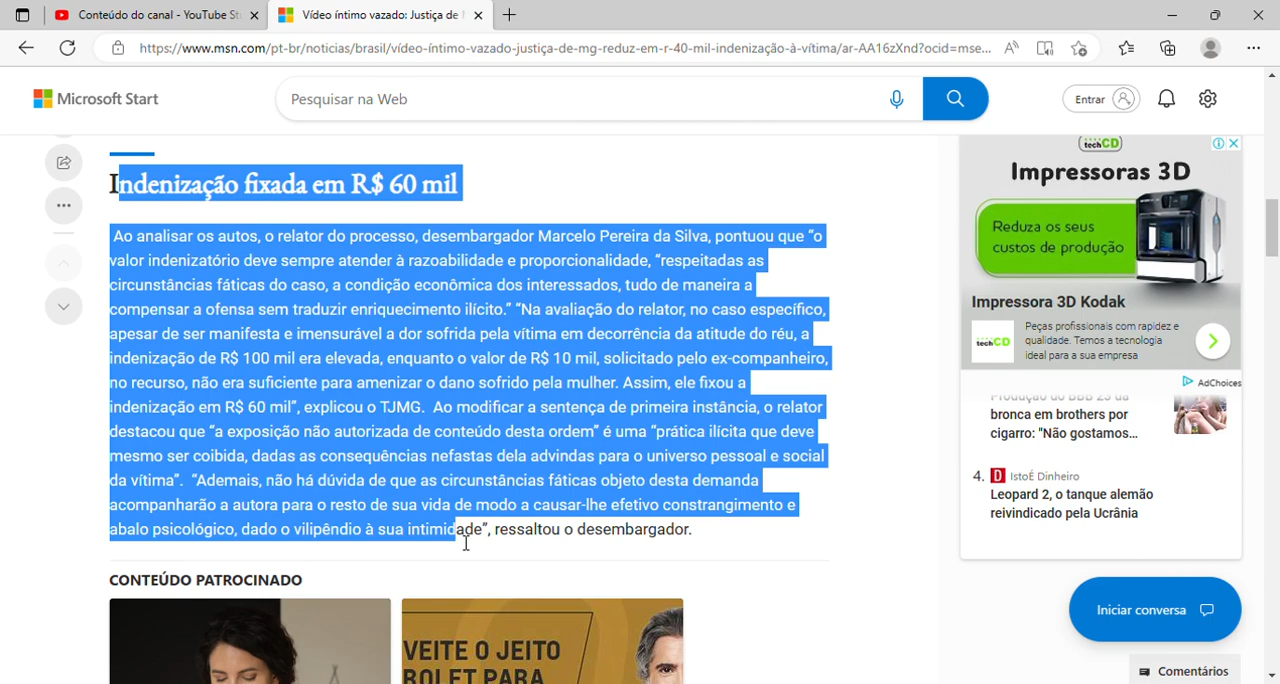 Conteúdo do canal - YouTube St
Vídeo íntimo vazado: Justiça de
https://www.msn.com/pt-br/noticias/brasil/vídeo-íntimo-vazado-justiça-de-mg-reduz-em-r-40-mil-indenização-à-vítima/ar-AA16zXnd?ocid=mse...
Microsoft Start
Pesquisar na Web
Entrar
Indenização fixada em R$ 60 mil
Ao analisar os autos, o relator do processo, desembargador Marcelo Pereira da Silva, pontuou que “o
valor indenizatório deve sempre atender à razoabilidade e proporcionalidade, “respeitadas as
circunstâncias fáticas do caso, a condição econômica dos interessados, tudo de maneira a
compensar a ofensa sem traduzir enriquecimento ilícito.” “Na avaliação do relator, no caso específico,
apesar de ser manifesta e imensurável a dor sofrida pela vítima em decorrência da atitude do réu, a
indenização de R$ 100 mil era elevada, enquanto o valor de R$ 10 mil, solicitado pelo ex-companheiro,
no recurso, não era suficiente para amenizar o dano sofrido pela mulher. Assim, ele fixou a
indenização em R$ 60 mil”, explicou o TJMG. Ao modificar a sentença de primeira instância, o relator
destacou que “a exposição não autorizada de conteúdo desta ordem” é uma “prática ilícita que deve
mesmo ser coibida, dadas as consequências nefastas dela advindas para o universo pessoal e social
da vítima”. “Ademais, não há dúvida de que as circunstâncias fáticas objeto desta demanda
acompanharão a autora para o resto de sua vida de modo a causar-lhe efetivo constrangimento e
abalo psicológico, dado o vilipêndio à sua intimidade”, ressaltou o desembargador.
CONTEÚDO PATROCINADO
VEITE O JEITO
ROLET PARA
techCD
Impressoras 3D
Reduza os seus
custos de produção
Impressora 3D Kodak
techCD
Peças profissionais com rapidez e
qualidade. Temos a tecnologia
ideal para a sua empresa
AdChoices
Produção do BBB 23 dá
bronca em brothers por
cigarro: "Não gostamos...
4. D IstoÉ Dinheiro
Leopard 2, o tanque alemão
reivindicado pela Ucrânia
Iniciar conversa
Comentários